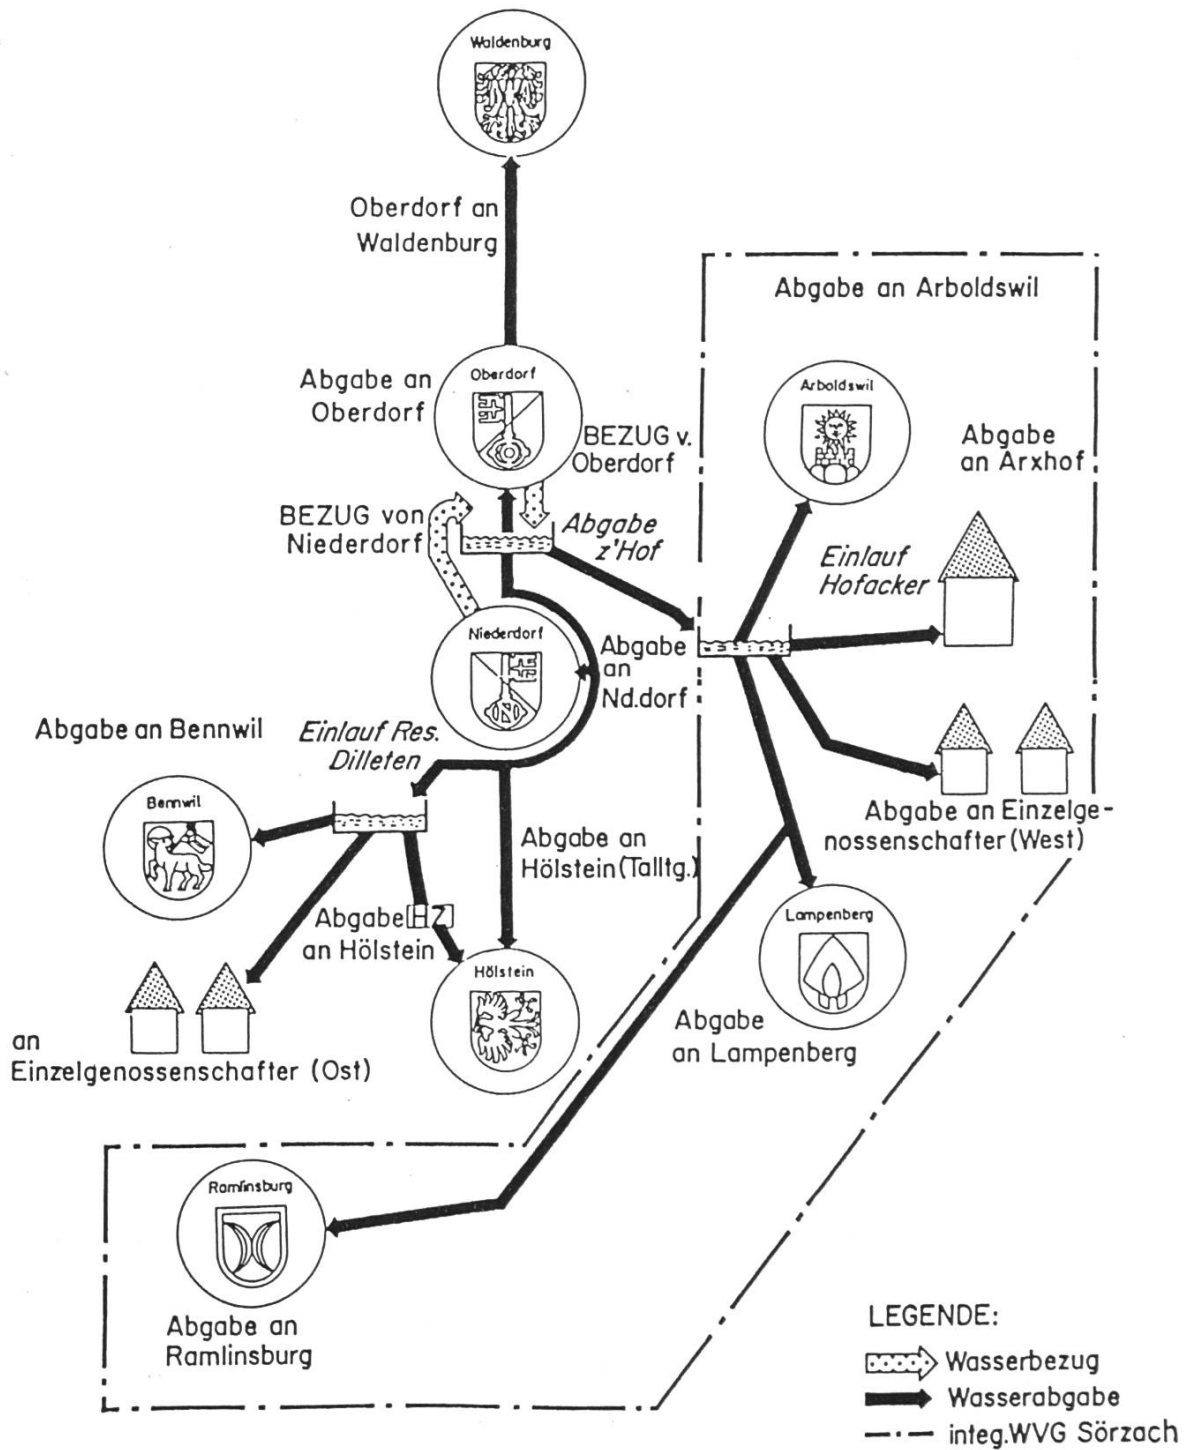 Waldenburg
Oberdorf an
Waldenburg
Abgabe an Arboldswil
Abgabe an
Oberdorf
Oberdorf
Arboldswil
BEZUG v.
Oberdorf
Abgabe
an Arxhof
BEZUG von
Niederdorf
Abgabe
z'Hof
Einlauf
Hofacker
Niederdorf
Abgabe
an
Nd.dorf
Abgabe an Bennwil
Einlauf Res.
Dilleten
Bennwil
Abgabe an
Hölstein (Talltg.)
Abgabe an Einzelge-
nossenschafter (West)
Abgabe HZ
an Hölstein
Lampenberg
Hölstein
an
Einzelgenossenschafter (Ost)
Abgabe
an Lampenberg
Ramlinsburg
Abgabe an
Ramlinsburg
LEGENDE:
Wasserbezug
Wasserabgabe
integ.WVG Sörzach